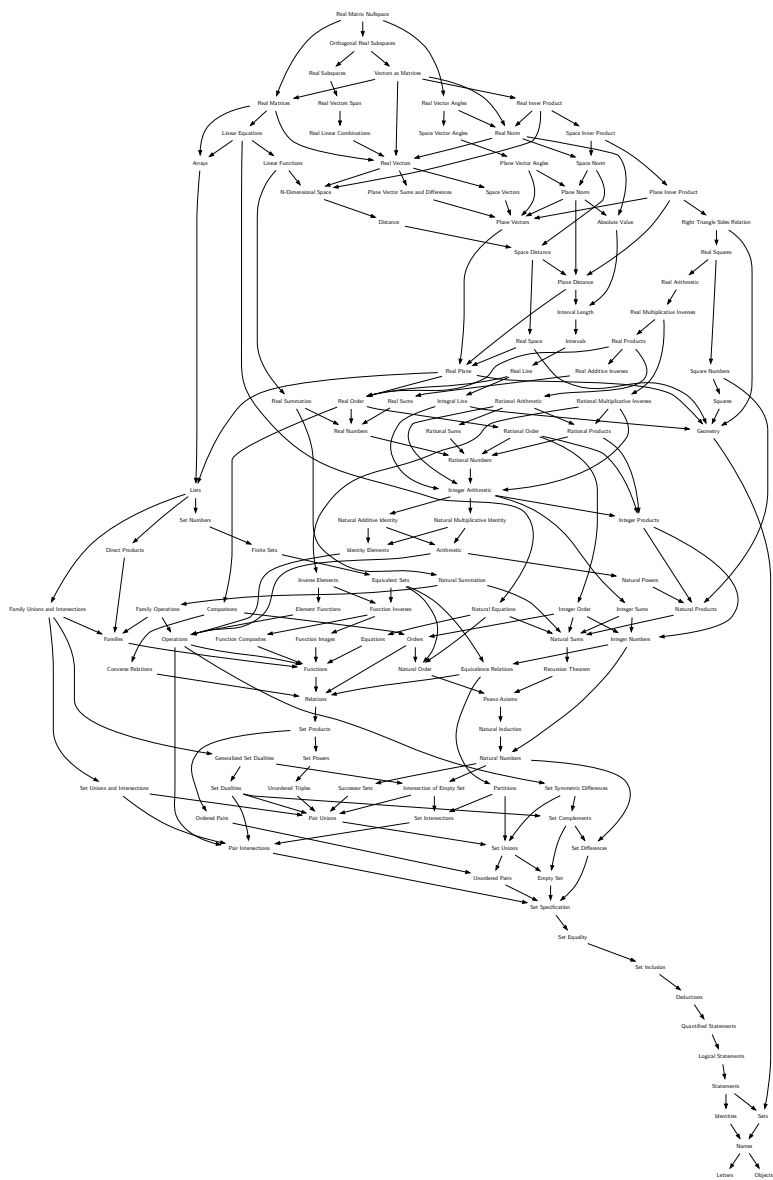 Real Matrix Nullspace
Orthogonal Real Subspaces
Real Subspaces
Vectors as Matrices
Real Matrices
Real Vectors Span
Real Vector Angles
Real Inner Product
Linear Equations
Real Linear Combinations
Space Vector Angles
Real Norm
Space Inner Product
Arrays
Linear Functions
Real Vectors
Plane Vector Angles
Space Norm
N-Dimensional Space
Plane Vector Sums and Differences
Space Vectors
Plane Norm
Plane Inner Product
Distance
Plane Vectors
Absolute Value
Right Triangle Sides Relation
Space Distance
Real Squares
Plane Distance
Real Arithmetic
Interval Length
Real Multiplicative Inverses
Real Space
Intervals
Real Products
Real Plane
Real Line
Real Additive Inverses
Square Numbers
Real Summation
Real Order
Real Sums
Integral Line
Rational Arithmetic
Rational Multiplicative Inverses
Squares
Real Numbers
Rational Sums
Rational Order
Rational Products
Geometry
Rational Numbers
Lists
Integer Arithmetic
Set Numbers
Natural Additive Identity
Natural Multiplicative Identity
Integer Products
Direct Products
Finite Sets
Identity Elements
Arithmetic
Inverse Elements
Equivalent Sets
Natural Summation
Natural Powers
Family Unions and Intersections
Family Operations
Comparisons
Element Functions
Function Inverses
Natural Equations
Integer Order
Integer Sums
Natural Products
Families
Operations
Function Composites
Function Images
Equations
Orders
Natural Sums
Integer Numbers
Converse Relations
Functions
Natural Order
Equivalence Relations
Recursion Theorem
Relations
Peano Axioms
Set Products
Natural Induction
Generalized Set Dualities
Set Powers
Natural Numbers
Set Unions and Intersections
Set Dualities
Unordered Triples
Successor Sets
Intersection of Empty Set
Partitions
Set Symmetric Differences
Ordered Pairs
Pair Unions
Set Intersections
Set Complements
Pair Intersections
Set Unions
Set Differences
Unordered Pairs
Empty Set
Set Specification
Set Equality
Set Inclusion
Deductions
Quantified Statements
Logical Statements
Statements
Identities
Sets
Names
Letters
Objects